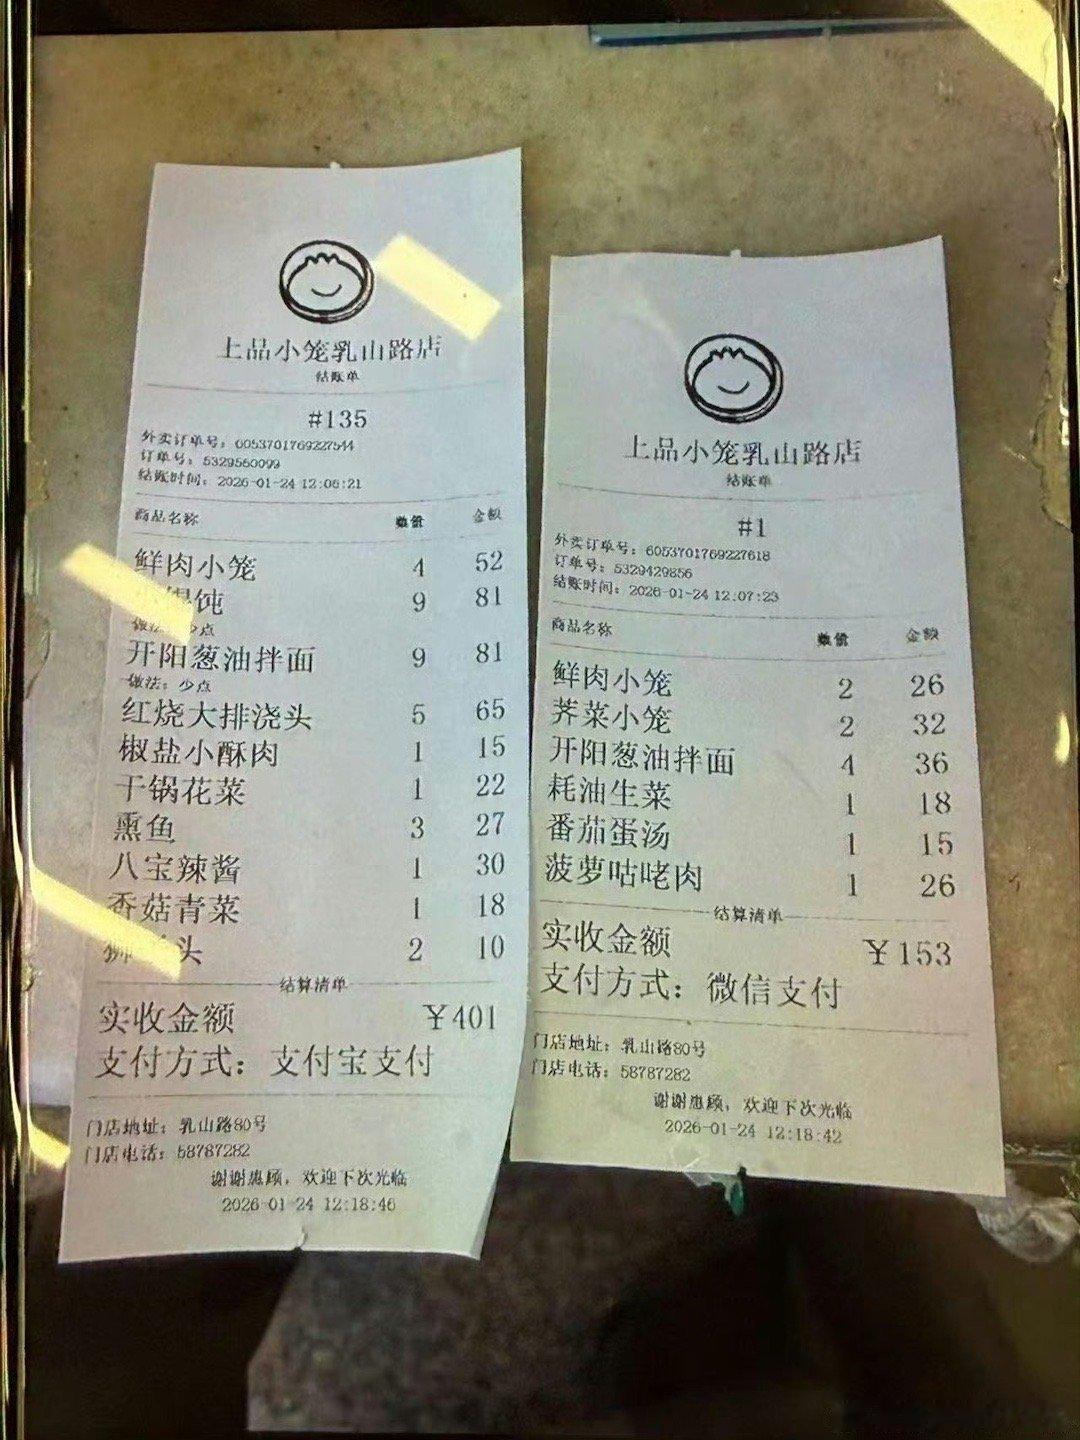 上品小笼乳山路店
结账单
#135
外卖订单号：6053701769227544
订单号：5329560099
结账时间：2026-01-24 12:06:21
商品名称 数量 金额
鲜肉小笼 4 52
馄饨 9 81
做法：少点
开阳葱油拌面 9 81
做法：少点
红烧大排浇头 5 65
椒盐小酥肉 1 15
干锅花菜 1 22
熏鱼 3 27
八宝辣酱 1 30
香菇青菜 1 18
狮 头 2 10
结算清单
实收金额 ¥401
支付方式：支付宝支付
门店地址：乳山路80号
门店电话：58787282
谢谢惠顾，欢迎下次光临
2026-01-24 12:18:46
上品小笼乳山路店
结账单
#1
外卖订单号：6053701769227618
订单号：5329429856
结账时间：2026-01-24 12:07:23
商品名称 数量 金额
鲜肉小笼 2 26
荠菜小笼 2 32
开阳葱油拌面 4 36
耗油生菜 1 18
番茄蛋汤 1 15
菠萝咕咾肉 1 26
结算清单
实收金额 ¥153
支付方式：微信支付
门店地址：乳山路80号
门店电话：58787282
谢谢惠顾，欢迎下次光临
2026-01-24 12:18:42